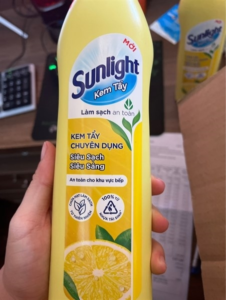 MỚI
Sunlight
Kem Tẩy
Làm sạch an toàn
KEM TẨY
CHUYÊN DỤNG
Siêu Sạch
Siêu Sáng
An toàn cho khu vực bếp
100%